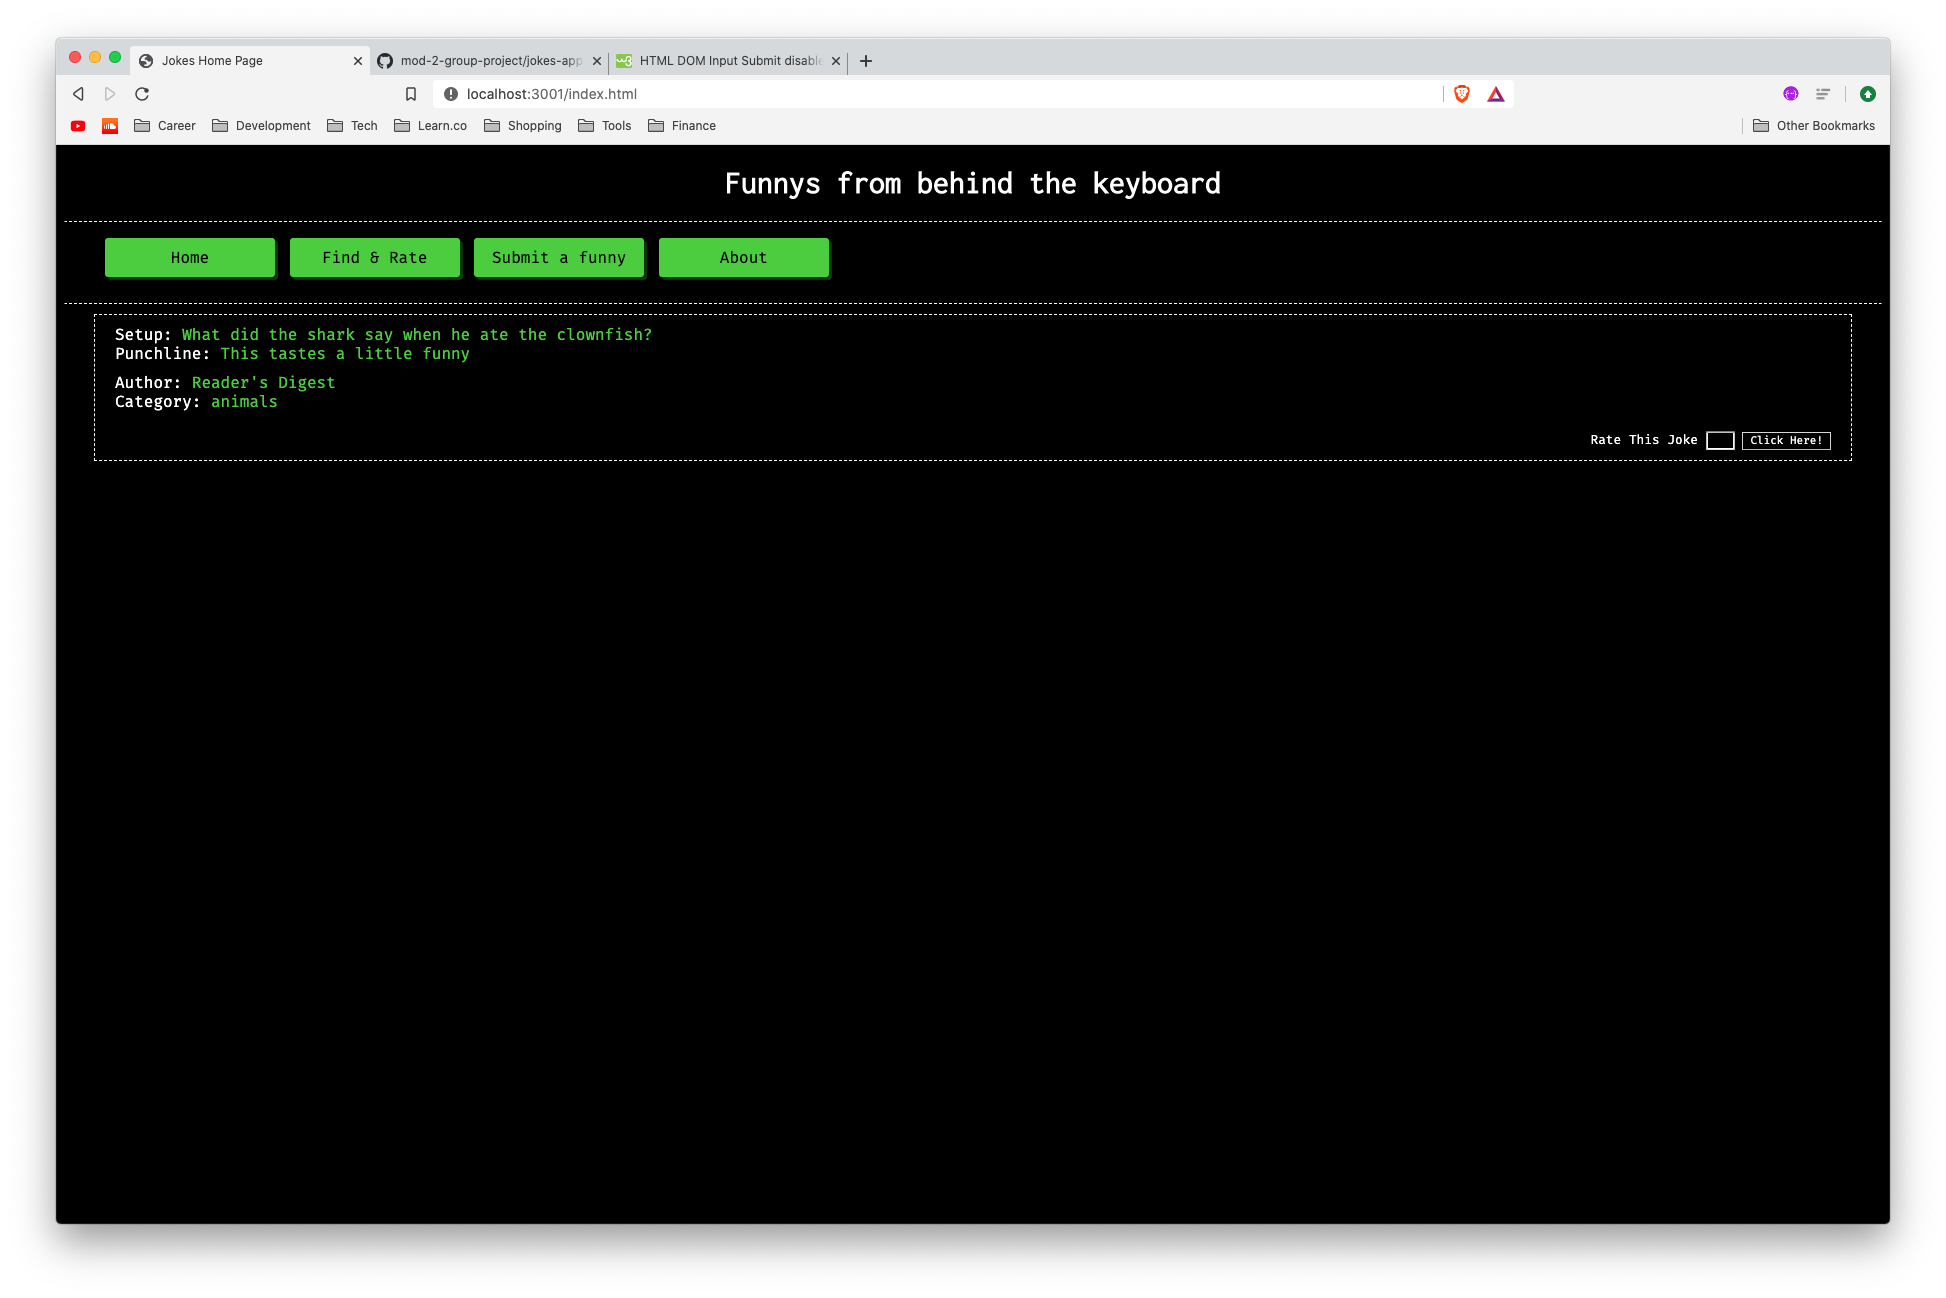 Jokes Home Page
mod-2-group-project/jokes-app
HTML DOM Input Submit disable
localhost:3001/index.html
Career Development Tech Learn.co Shopping Tools Finance Other Bookmarks
Funnys from behind the keyboard
Home Find & Rate Submit a funny About
Setup: What did the shark say when he ate the clownfish?
Punchline: This tastes a little funny
Author: Reader's Digest
Category: animals
Rate This Joke Click Here!